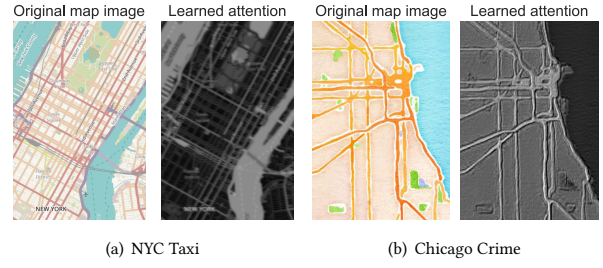 Original map image Learned attention Original map image Learned attention
NEW YORK
(a) NYC Taxi (b) Chicago Crime